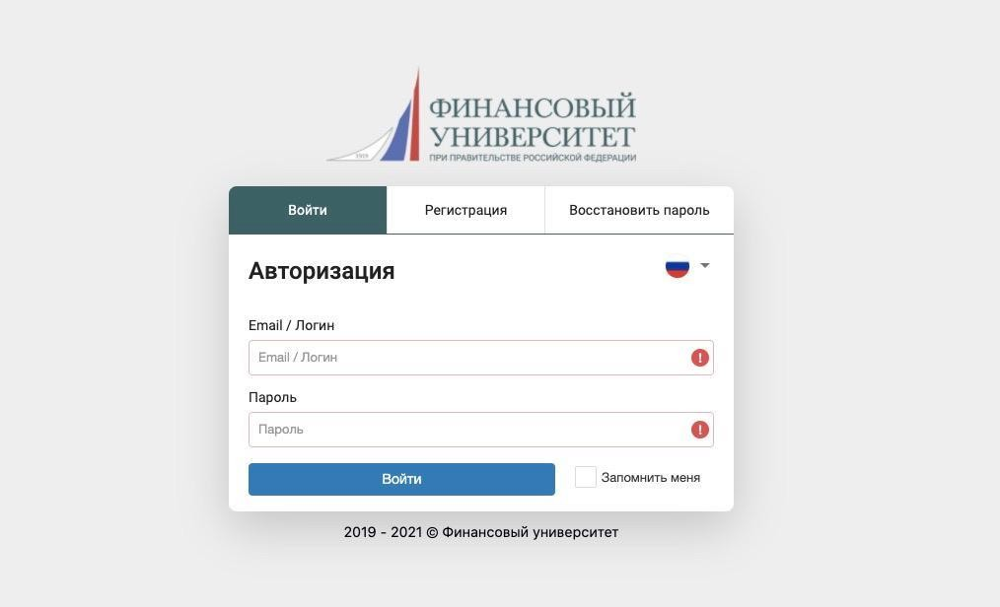 ФИНАНСОВЫЙ
УНИВЕРСИТЕТ
ПРИ ПРАВИТЕЛЬСТВЕ РОССИЙСКОЙ ФЕДЕРАЦИИ
1919
Войти
Регистрация
Восстановить пароль
Авторизация
Email / Логин
Email / Логин
Пароль
Пароль
Войти
Запомнить меня
2019 - 2021 © Финансовый университет